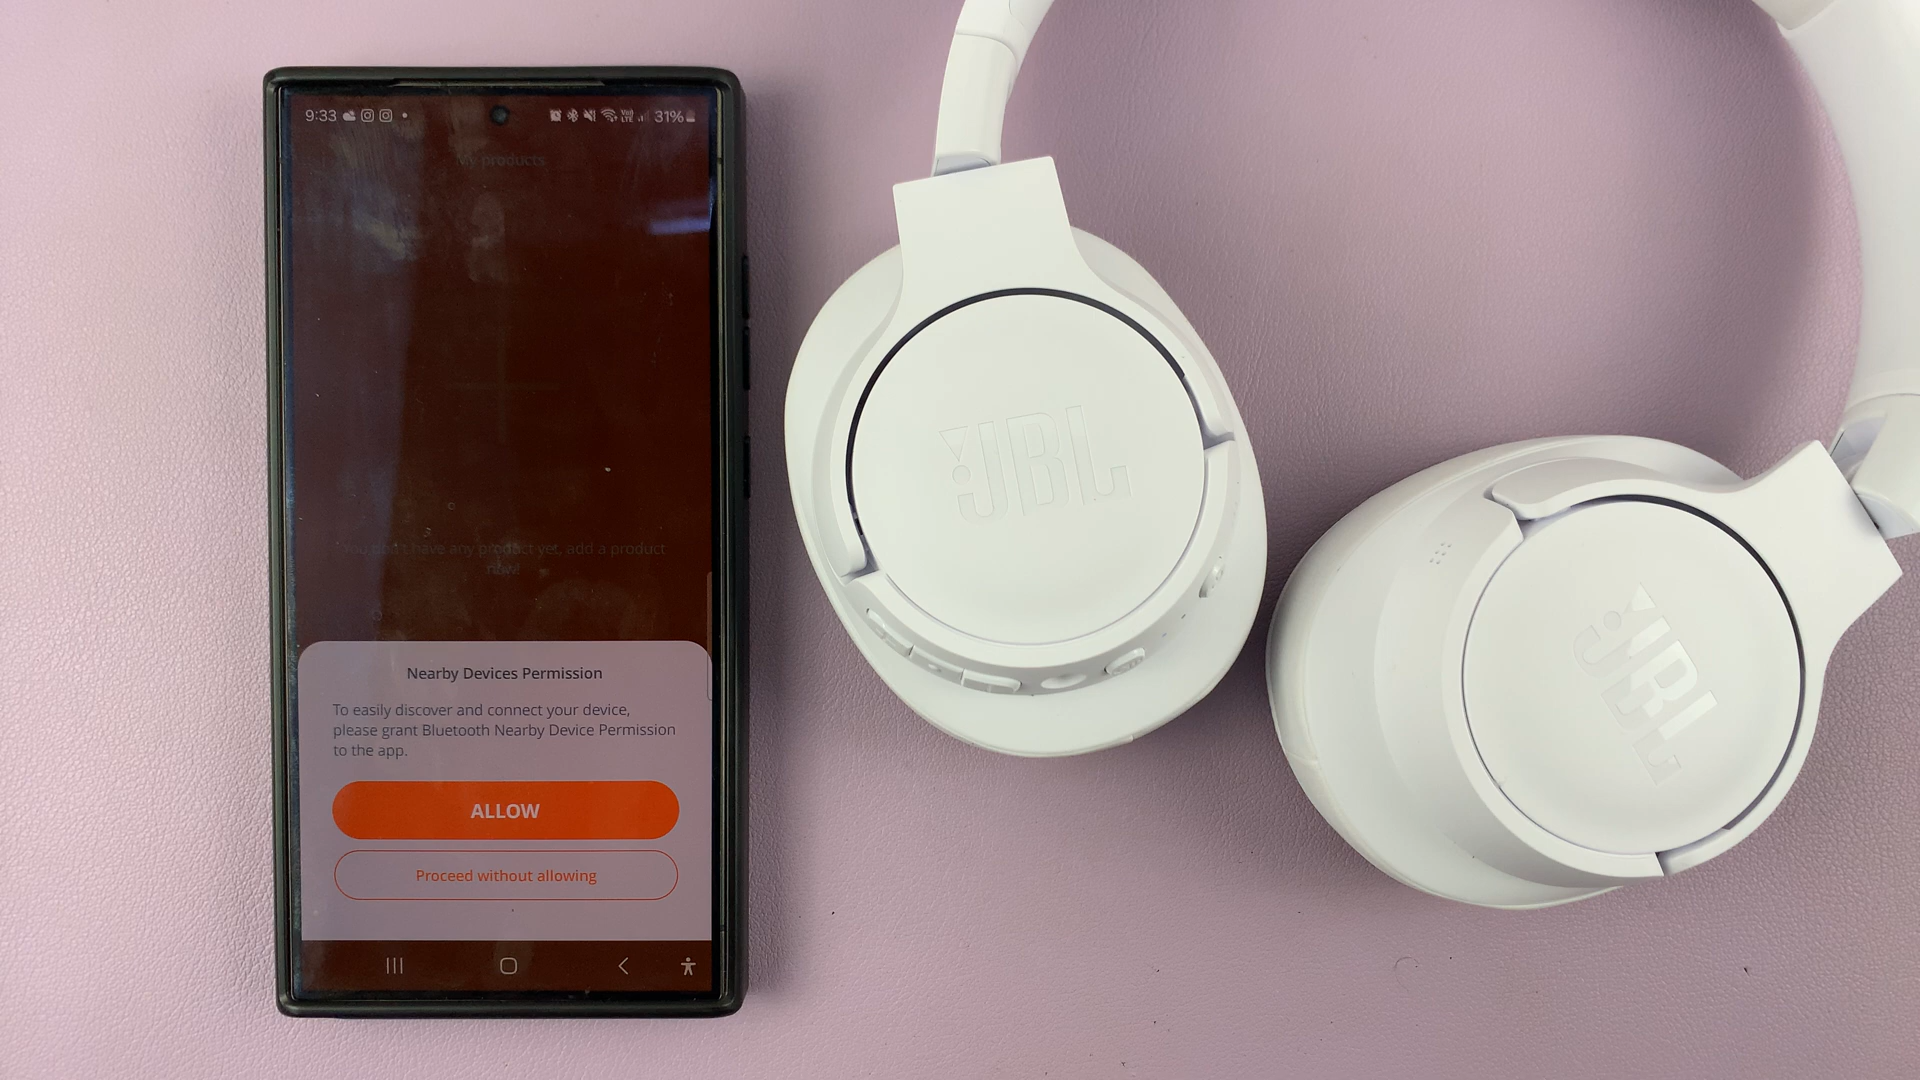 9:33
VoJ
LTE
31%
My products
You don't have any product yet, add a product
now!
Nearby Devices Permission
To easily discover and connect your device,
please grant Bluetooth Nearby Device Permission
to the app.
ALLOW
Proceed without allowing
JBL
JBL